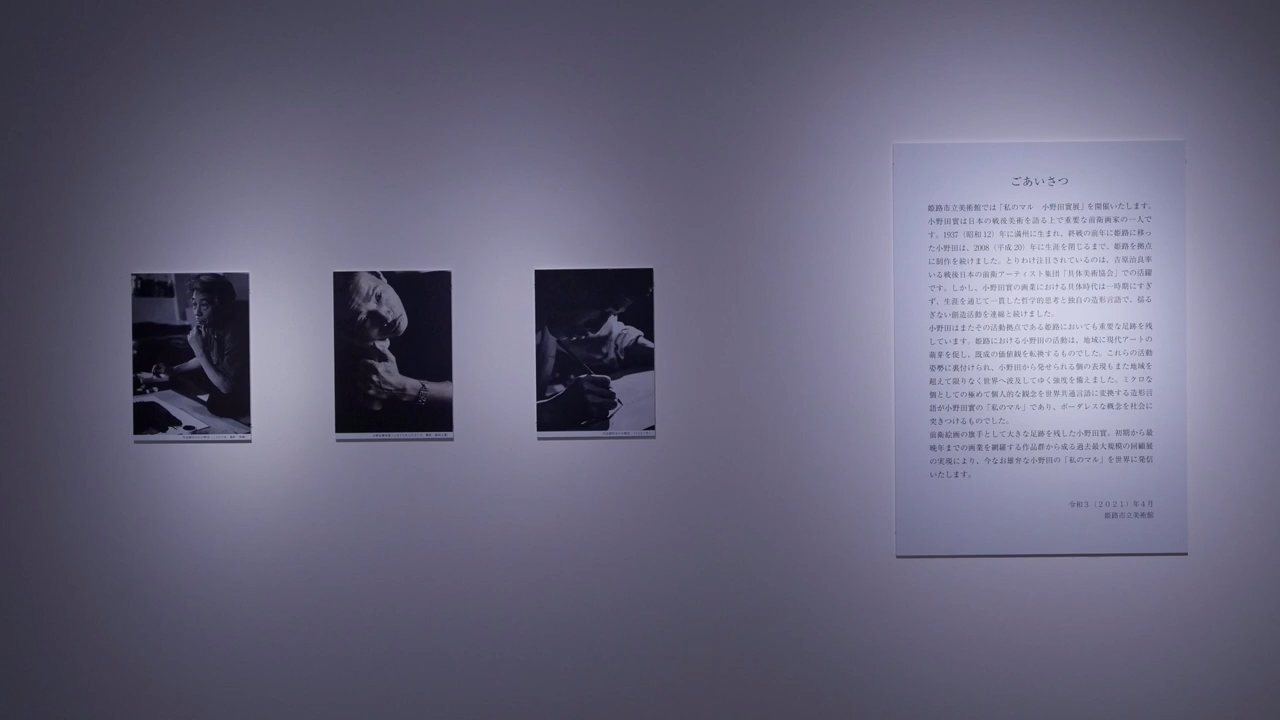 ごあいさつ
姫路市立美術館では「私のマル　小野田實展」を開催いたします。
小野田實は日本の戦後美術を語る上で重要な前衛画家の一人で
す。1937（昭和 12）年に満州に生まれ、終戦の前年に姫路に移っ
た小野田は、2008（平成 20）年に生涯を閉じるまで、姫路を拠点
に制作を続けました。とりわけ注目されているのは、吉原治良率
いる戦後日本の前衛アーティスト集団「具体美術協会」での活躍
です。しかし、小野田實の画業における具体時代は一時期にすぎ
ず、生涯を通じて一貫した哲学的思考と独自の造形言語で、揺る
ぎない創造活動を連綿と続けました。
小野田はまたその活動拠点である姫路においても重要な足跡を残
しています。姫路における小野田の活動は、地域に現代アートの
萌芽を促し、既成の価値観を転換するものでした。これらの活動
姿勢に裏付けられ、小野田から発せられる個の表現もまた地域を
超えて限りなく世界へ波及してゆく強度を備えました。ミクロな
個としての極めて個人的な観念を世界共通言語に変換する造形言
語が小野田實の「私のマル」であり、ボーダレスな概念を社会に
突きつけるものでした。
前衛絵画の旗手として大きな足跡を残した小野田實。初期から最
晩年までの画業を網羅する作品群から成る過去最大規模の回顧展
の実現により、今なお雄弁な小野田の「私のマル」を世界に発信
いたします。
令和３（２０２１）年４月
姫路市立美術館